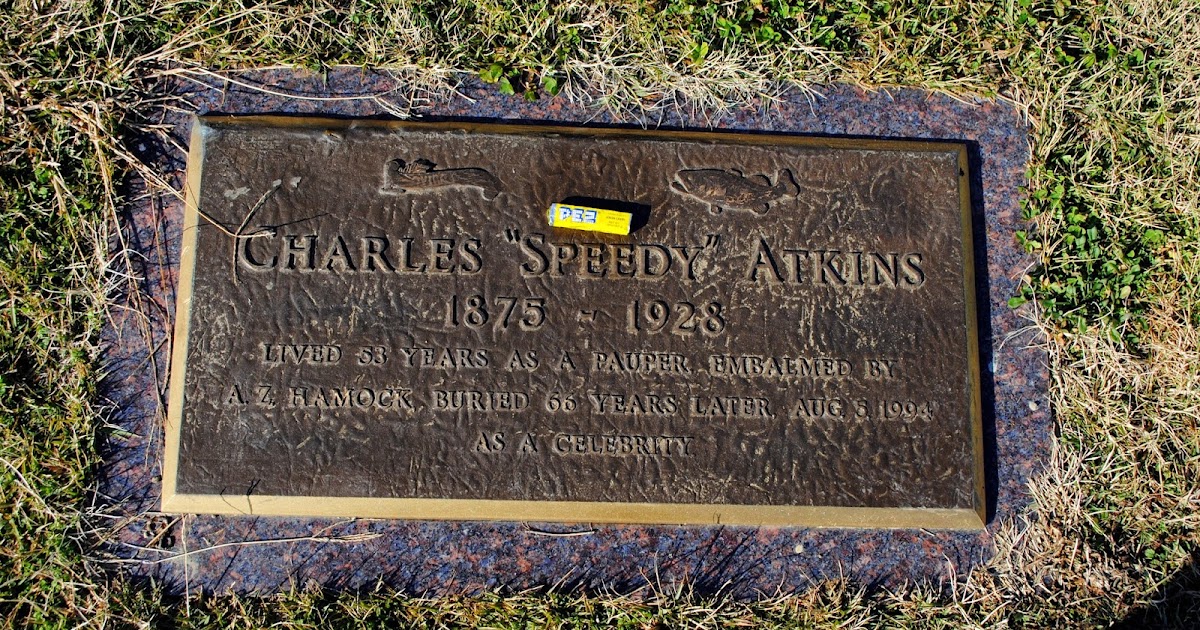 PEZ
CHARLES "SPEEDY" ATKINS
1875 - 1928
LIVED 53 YEARS AS A PAUPER. EMBALMED BY
A. Z. HAMOCK. BURIED 66 YEARS LATER. AUG. 5, 1994
AS A CELEBRITY